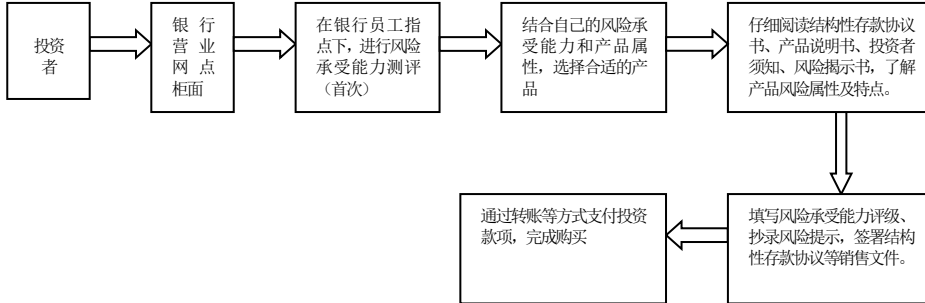 投资
者
银 行
营 业
网 点
柜面
在银行员工指
点下，进行风险
承受能力测评
（首次）
结合自己的风险承
受能力和产品属
性，选择合适的产
品
仔细阅读结构性存款协议
书、产品说明书、投资者
须知、风险揭示书，了解
产品风险属性及特点。
填写风险承受能力评级、
抄录风险提示，签署结构
性存款协议等销售文件。
通过转账等方式支付投资
款项，完成购买